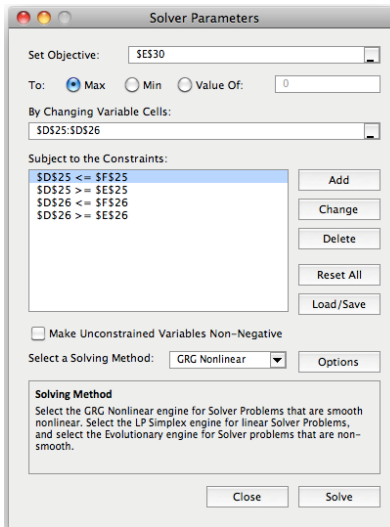 Solver Parameters
Set Objective: $E$30
To: Max Min Value Of: 0
By Changing Variable Cells:
$D$25:$D$26
Subject to the Constraints:
$D$25 <= $F$25
$D$25 >= $E$25
$D$26 <= $F$26
$D$26 >= $E$26
Add
Change
Delete
Reset All
Load/Save
Make Unconstrained Variables Non-Negative
Select a Solving Method: GRG Nonlinear Options
Solving Method
Select the GRG Nonlinear engine for Solver Problems that are smooth
nonlinear. Select the LP Simplex engine for linear Solver Problems,
and select the Evolutionary engine for Solver problems that are non-
smooth.
Close Solve